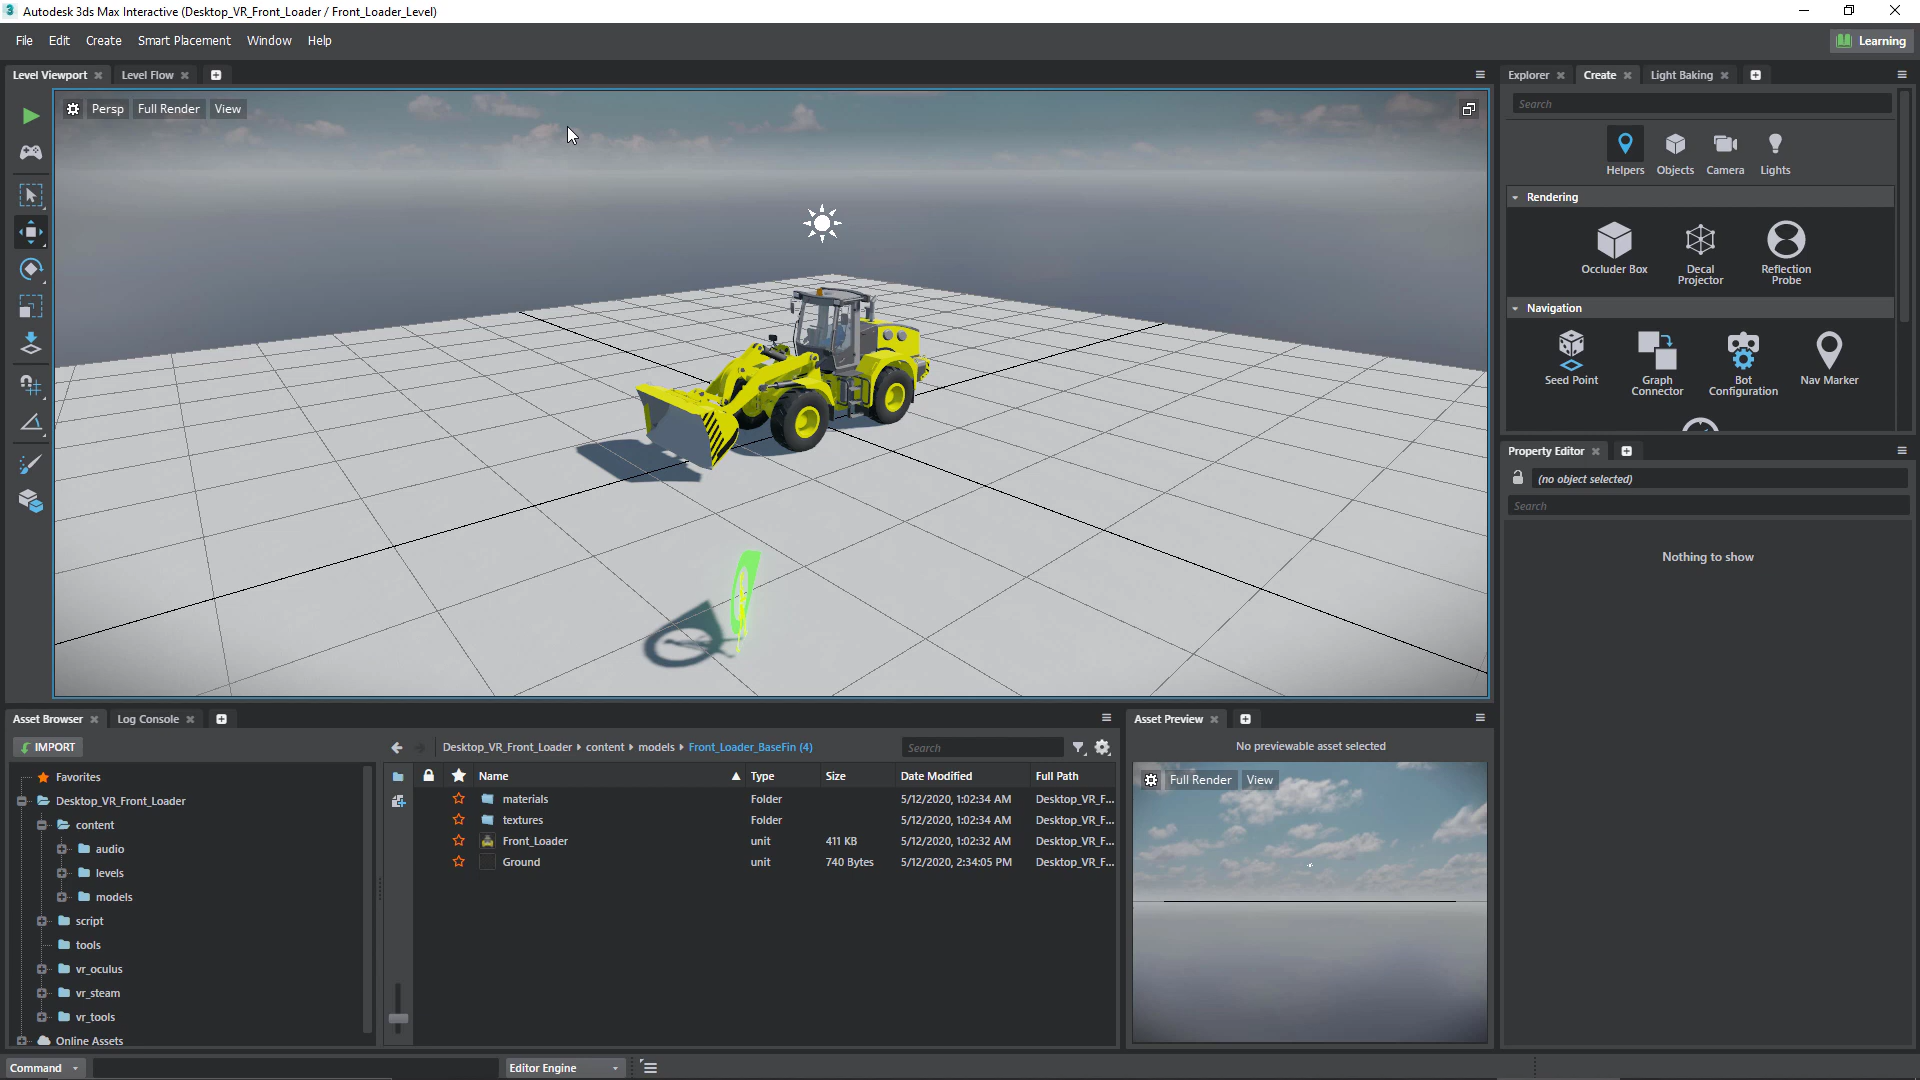 Autodesk 3ds Max Interactive (Desktop_VR_Front_Loader / Front_Loader_Level)
File Edit Create Smart Placement Window Help
Learning
Level Viewport Level Flow
Explorer Create Light Baking
Persp Full Render View
Search
Helpers Objects Camera Lights
Rendering
Occluder Box Decal Projector Reflection Probe
Navigation
Seed Point Graph Connector Bot Configuration Nav Marker
Property Editor
(no object selected)
Search
Nothing to show
Asset Browser Log Console
IMPORT
Desktop_VR_Front_Loader content models Front_Loader_BaseFin (4)
Search
Name Type Size Date Modified Full Path
materials Folder 5/12/2020, 1:02:34 AM Desktop_VR_F...
textures Folder 5/12/2020, 1:02:34 AM Desktop_VR_F...
Front_Loader unit 411 KB 5/12/2020, 1:02:32 AM Desktop_VR_F...
Ground unit 740 Bytes 5/12/2020, 2:34:05 PM Desktop_VR_F...
Favorites
Desktop_VR_Front_Loader
content
audio
levels
models
script
tools
vr_oculus
vr_steam
vr_tools
Online Assets
Asset Preview
No previewable asset selected
Full Render View
Command
Editor Engine